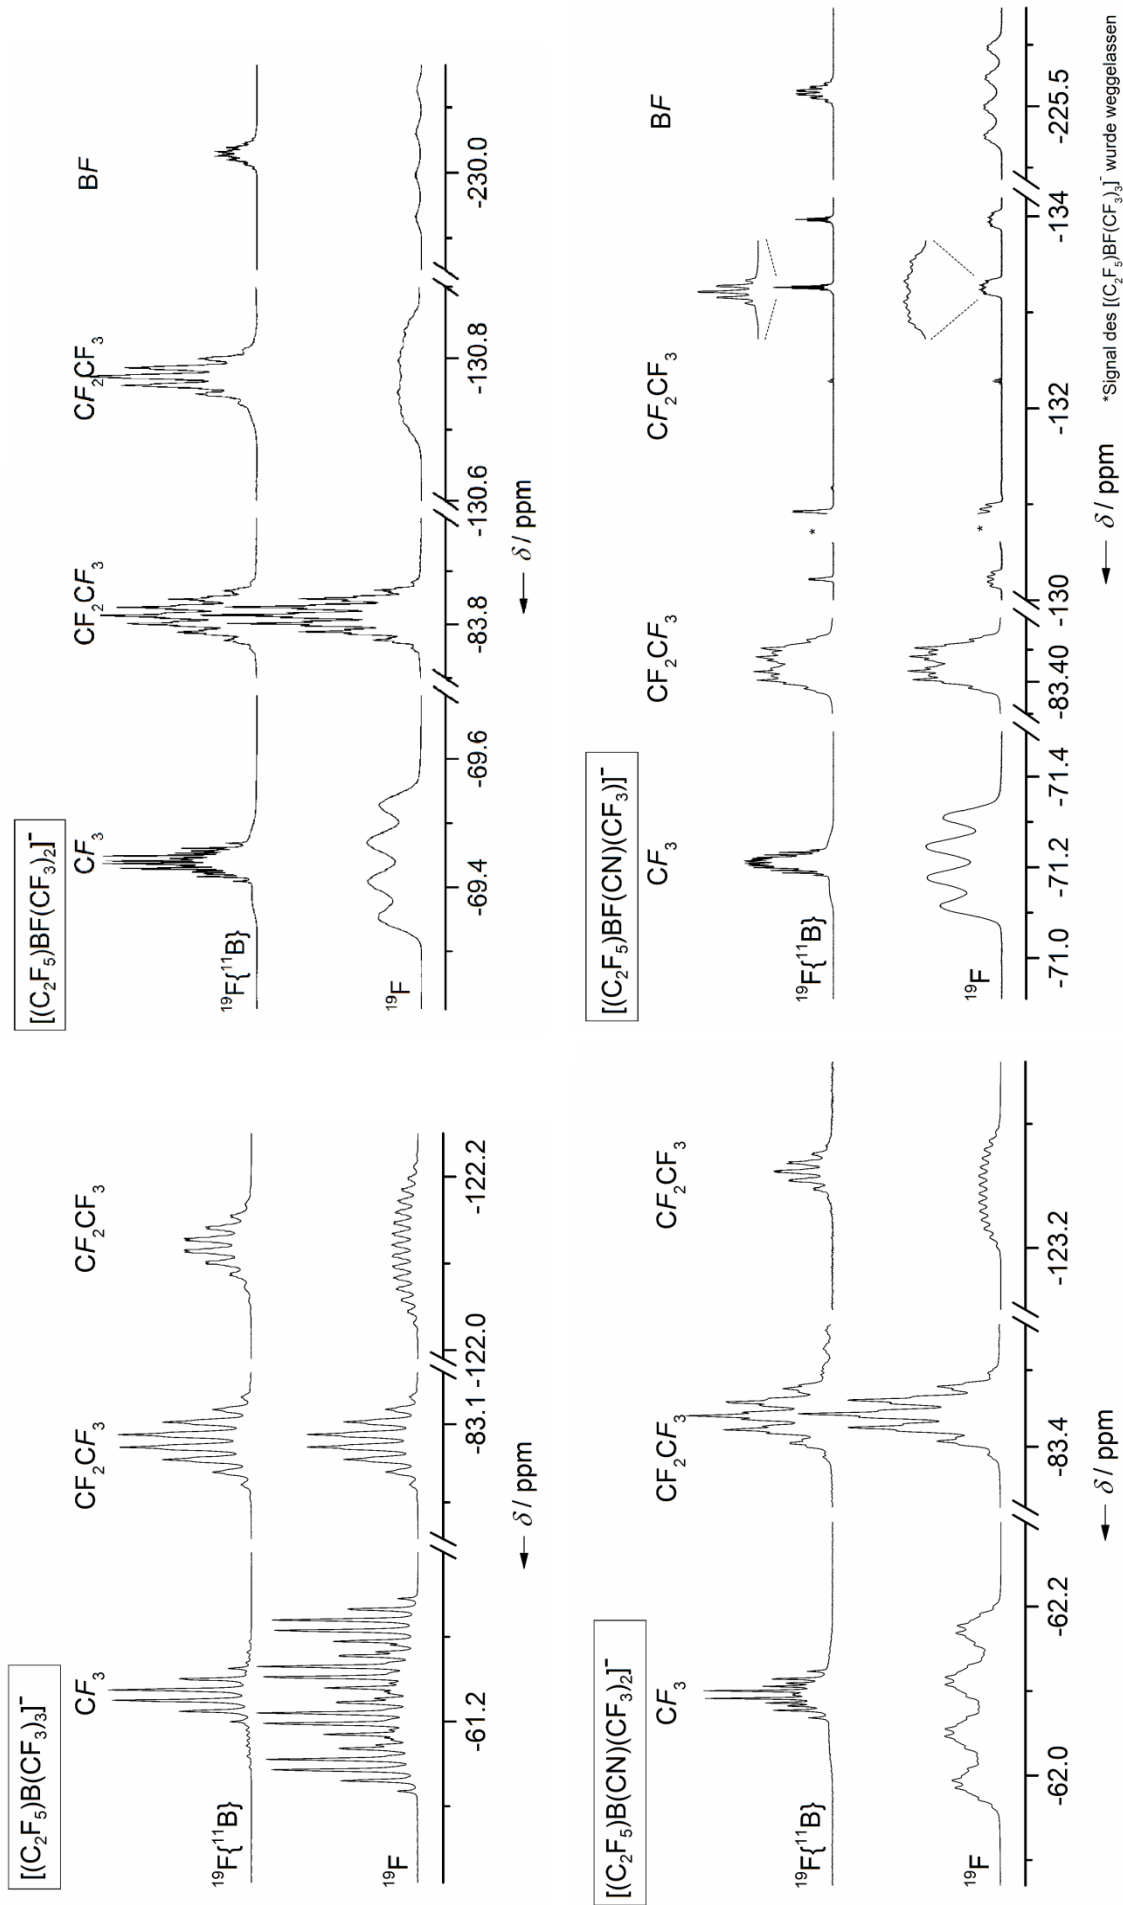 [(C₂F₅)B(CF₃)₃]⁻
CF₃
CF₂CF₃
CF₂CF₃
¹⁹F{¹¹B}
¹⁹F
-61.2
-83.1
-122.0
-122.2
← δ / ppm
[(C₂F₅)BF(CF₃)₂]⁻
CF₃
CF₂CF₃
CF₂CF₃
BF
¹⁹F{¹¹B}
¹⁹F
-69.4
-69.6
-83.8
-130.6
-130.8
-230.0
← δ / ppm
[(C₂F₅)B(CN)(CF₃)₂]⁻
CF₃
CF₂CF₃
CF₂CF₃
¹⁹F{¹¹B}
¹⁹F
-62.0
-62.2
-83.4
-123.2
← δ / ppm
[(C₂F₅)BF(CN)(CF₃)]⁻
CF₃
CF₂CF₃
CF₂CF₃
BF
¹⁹F{¹¹B}
*
¹⁹F
*
-71.0
-71.2
-71.4
-83.40
-130
-132
-134
-225.5
← δ / ppm
*Signal des [(C₂F₅)BF(CF₃)₃]⁻ wurde weggelassen